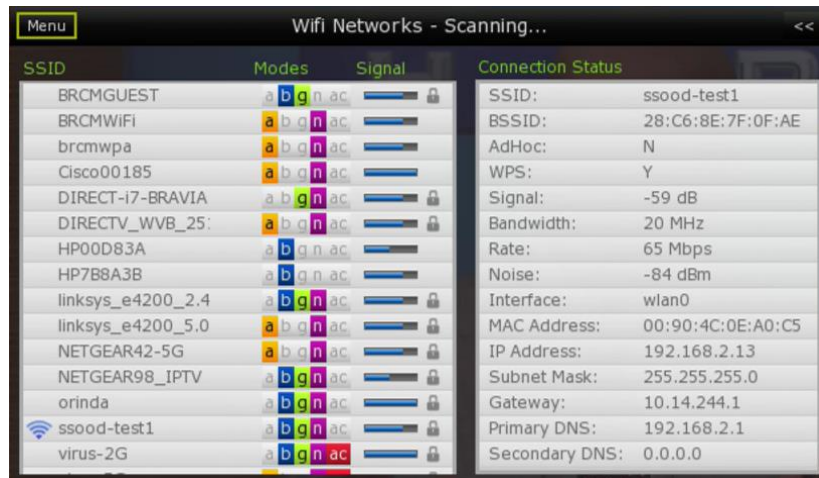 Menu
Wifi Networks - Scanning...
<<
SSID Modes Signal
BRCMGUEST a b g n ac
BRCMWiFi a b g n ac
brcmwpa a b g n ac
Cisco00185 a b g n ac
DIRECT-i7-BRAVIA a b g n ac
DIRECTV_WVB_251 a b g n ac
HP00D83A a b g n ac
HP7B8A3B a b g n ac
linksys_e4200_2.4 a b g n ac
linksys_e4200_5.0 a b g n ac
NETGEAR42-5G a b g n ac
NETGEAR98_IPTV a b g n ac
orinda a b g n ac
ssood-test1 a b g n ac
virus-2G a b g n ac
Connection Status
SSID: ssood-test1
BSSID: 28:C6:8E:7F:0F:AE
AdHoc: N
WPS: Y
Signal: -59 dB
Bandwidth: 20 MHz
Rate: 65 Mbps
Noise: -84 dBm
Interface: wlan0
MAC Address: 00:90:4C:0E:A0:C5
IP Address: 192.168.2.13
Subnet Mask: 255.255.255.0
Gateway: 10.14.244.1
Primary DNS: 192.168.2.1
Secondary DNS: 0.0.0.0